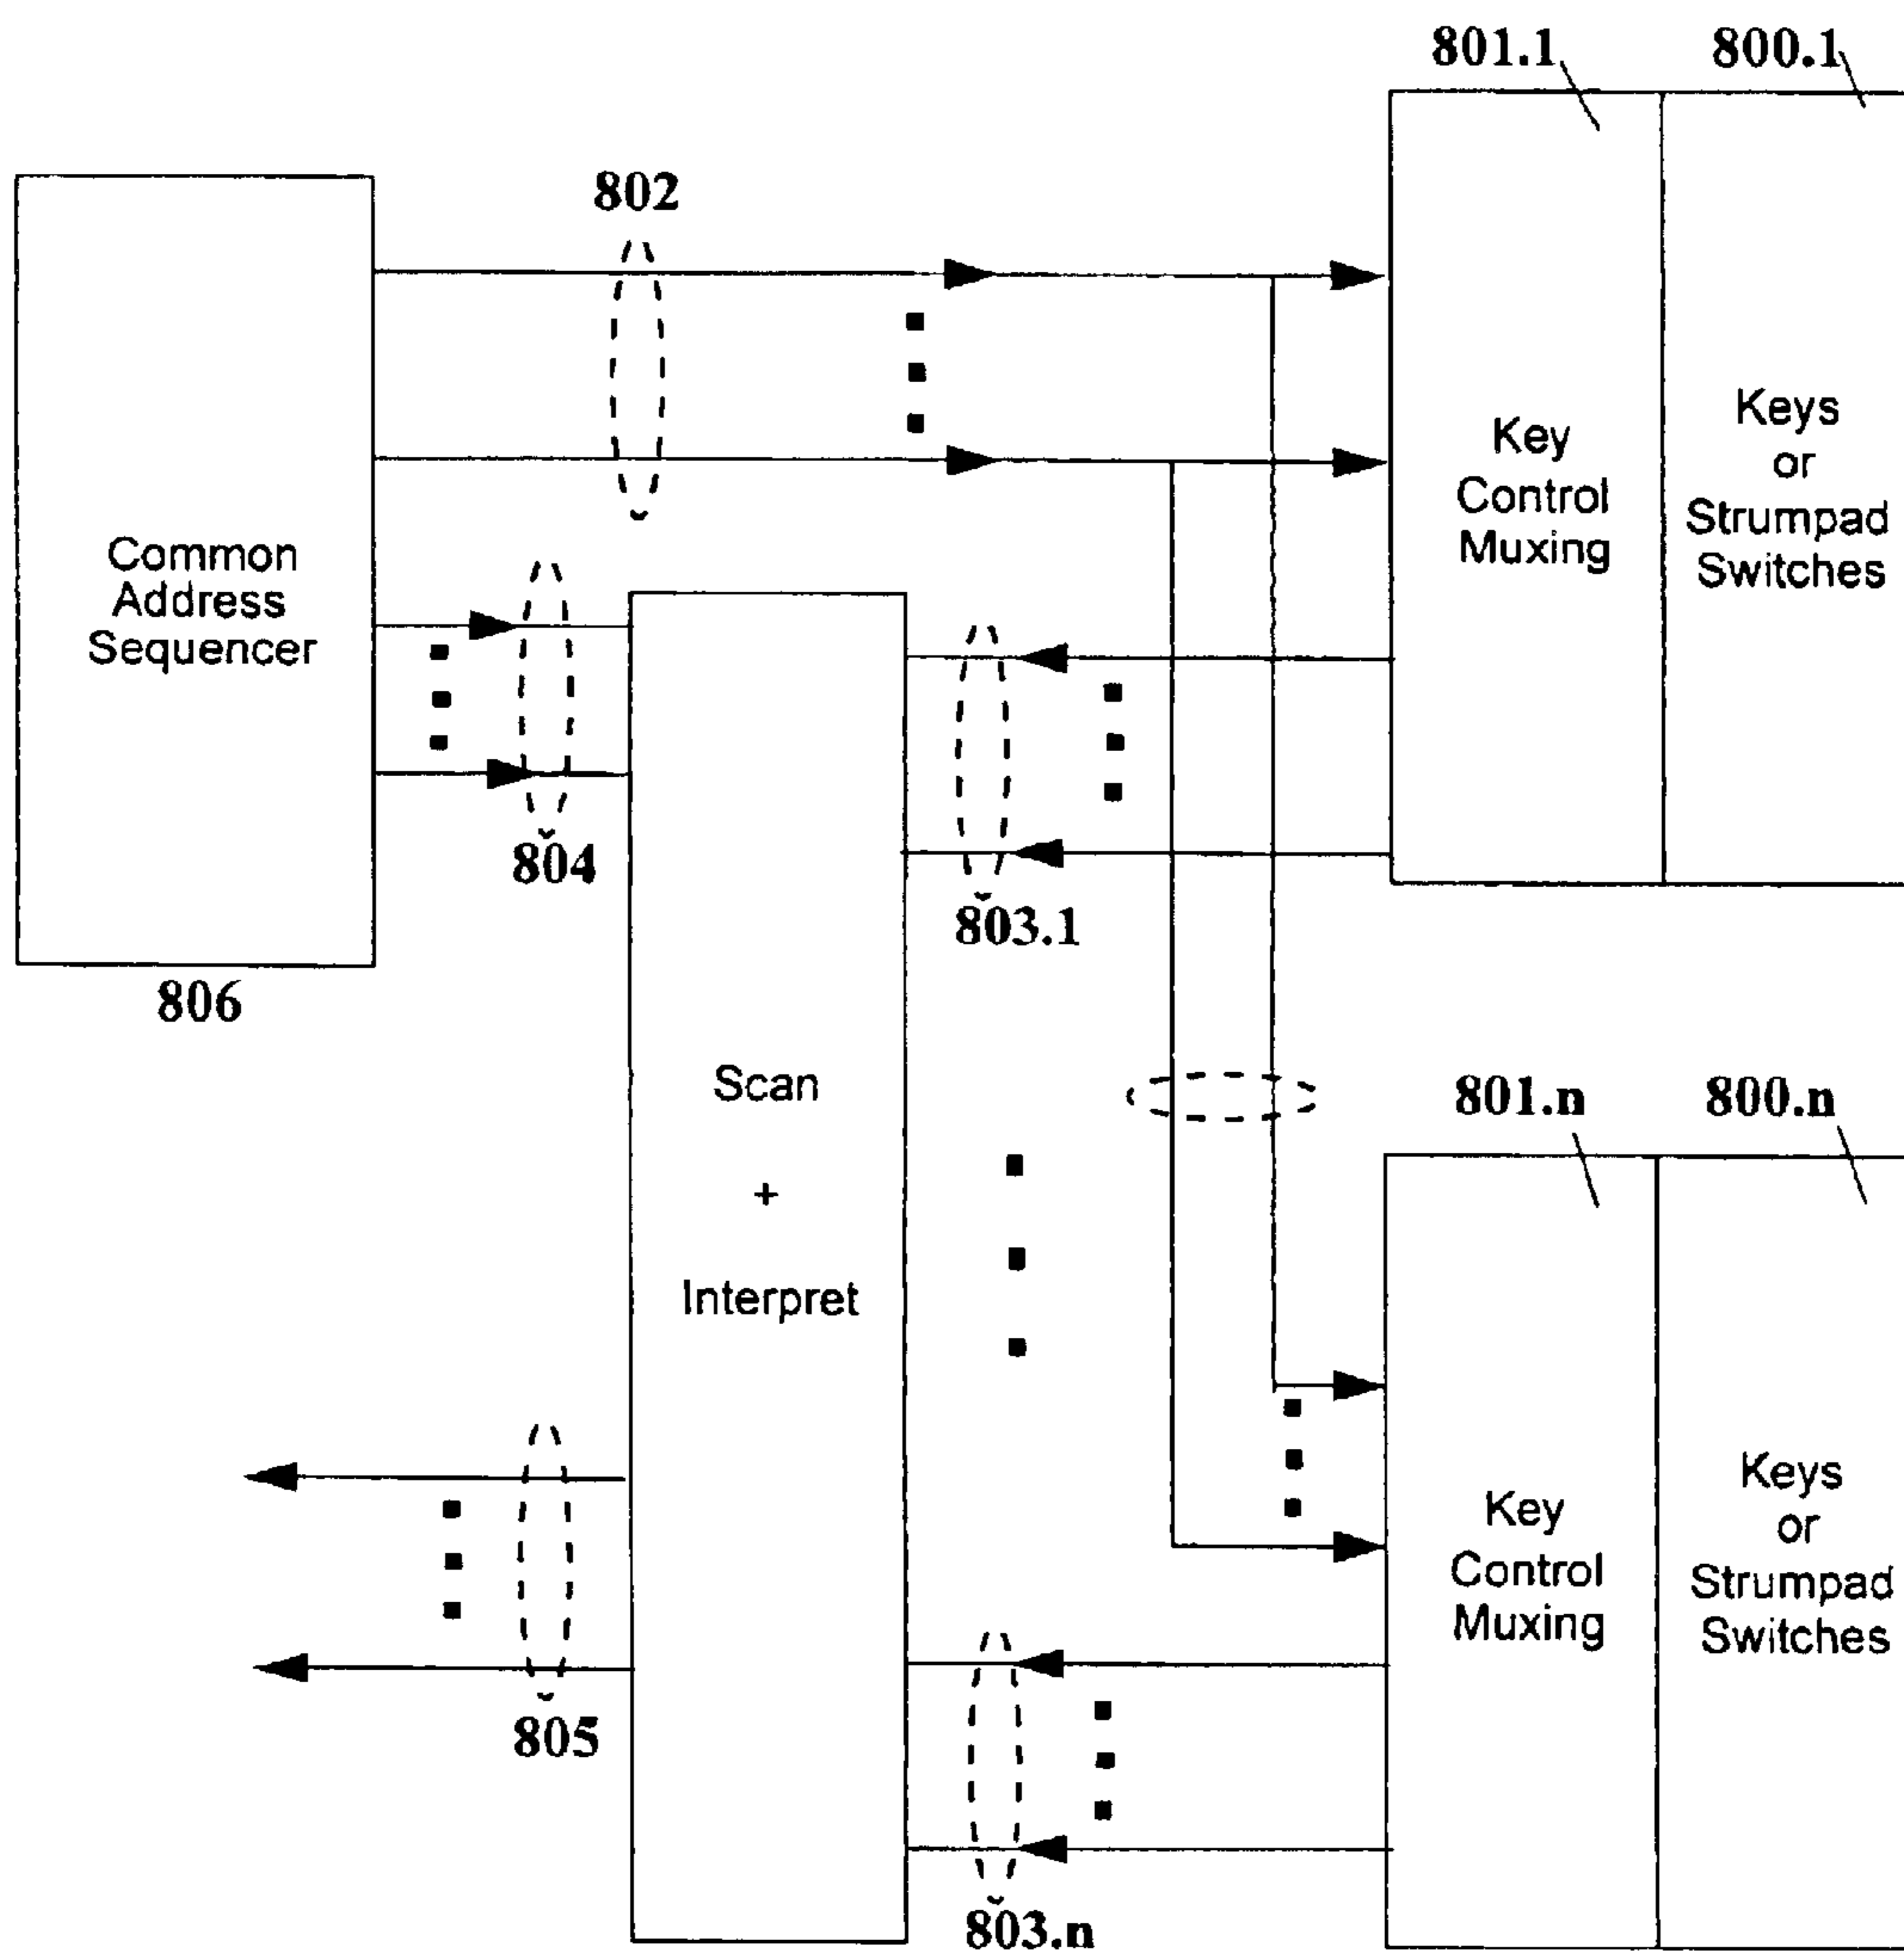 801.1
800.1
802
Common
Address
Sequencer
Key
Control
Muxing
Keys
or
Strumpad
Switches
804
803.1
806
Scan
+
Interpret
801.n
800.n
Key
Control
Muxing
Keys
or
Strumpad
Switches
805
803.n